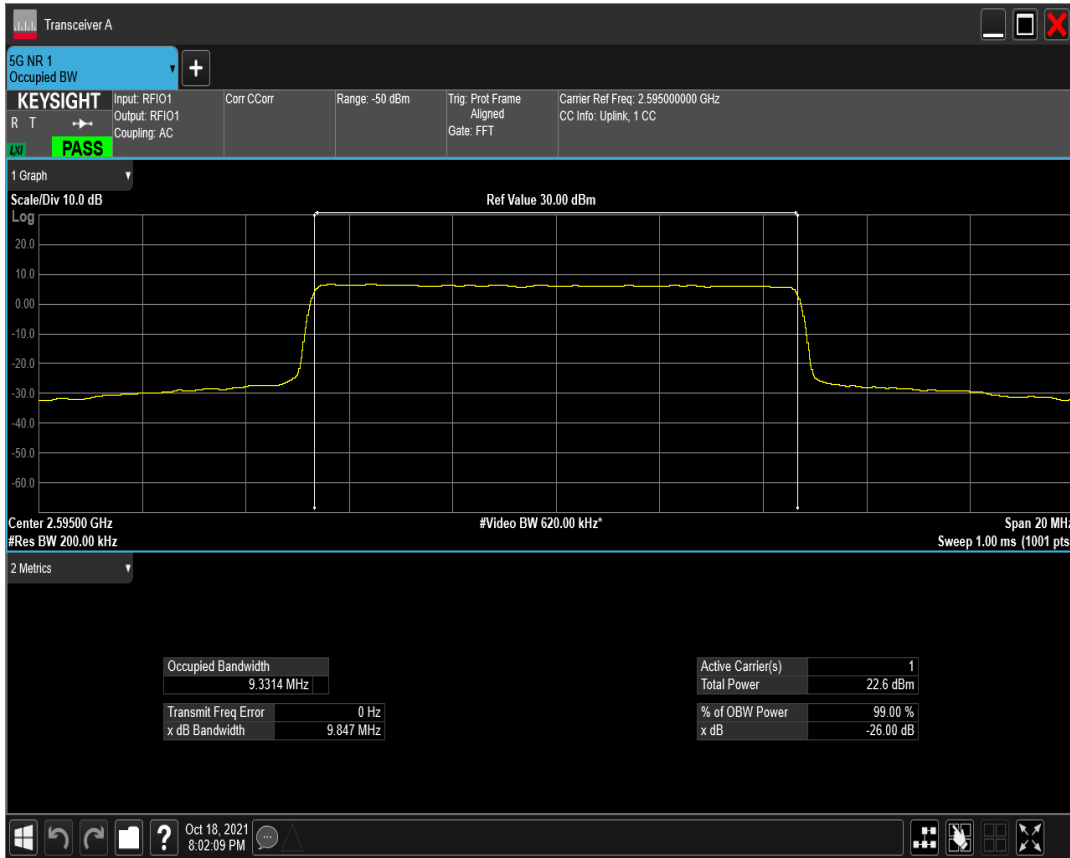 Transceiver A
5G NR 1
Occupied BW
+
KEYSIGHT
R T
LXI
PASS
Input: RFIO1
Output: RFIO1
Coupling: AC
Corr CCorr
Range: -50 dBm
Trig: Prot Frame
Aligned
Gate: FFT
Carrier Ref Freq: 2.595000000 GHz
CC Info: Uplink, 1 CC
1 Graph
Scale/Div 10.0 dB
Ref Value 30.00 dBm
Log
20.0
10.0
0.00
-10.0
-20.0
-30.0
-40.0
-50.0
-60.0
Center 2.59500 GHz
#Video BW 620.00 kHz*
Span 20 MHz
#Res BW 200.00 kHz
Sweep 1.00 ms (1001 pts
2 Metrics
Occupied Bandwidth
9.3314 MHz
Transmit Freq Error 0 Hz
x dB Bandwidth 9.847 MHz
Active Carrier(s) 1
Total Power 22.6 dBm
% of OBW Power 99.00 %
x dB -26.00 dB
?
Oct 18, 2021
8:02:09 PM